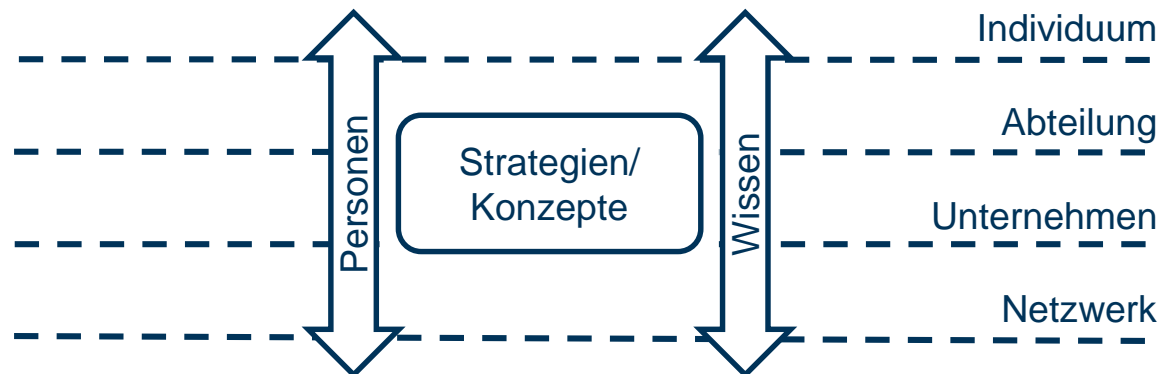 Individuum
Abteilung
Personen
Strategien/
Konzepte
Wissen
Unternehmen
Netzwerk